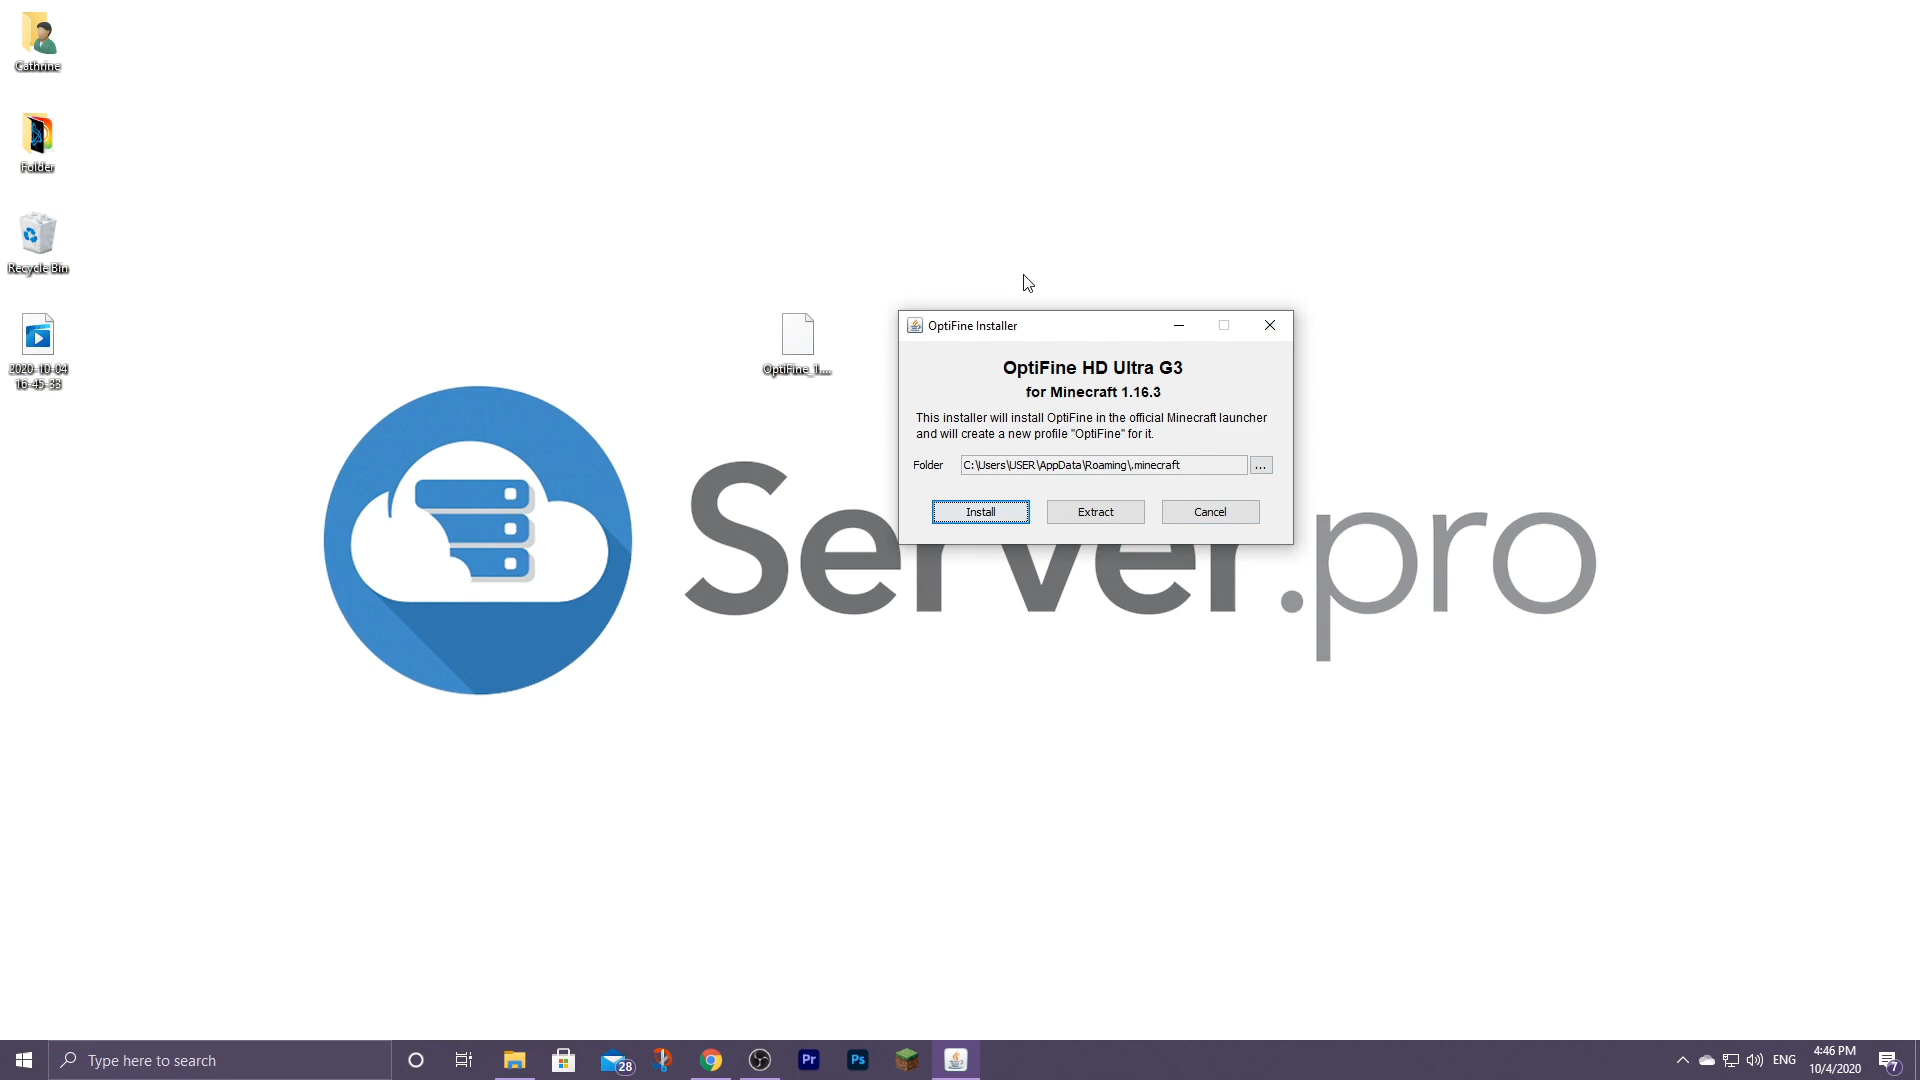 Cathrine
Folder
Recycle Bin
2020-10-04
16-45-33
OptiFine_1....
OptiFine Installer
OptiFine HD Ultra G3
for Minecraft 1.16.3
This installer will install OptiFine in the official Minecraft launcher
and will create a new profile "OptiFine" for it.
Folder
C:\Users\USER\AppData\Roaming\.minecraft
...
Install
Extract
Cancel
Server.pro
Type here to search
28
Pr
Ps
ENG
4:46 PM
10/4/2020
7